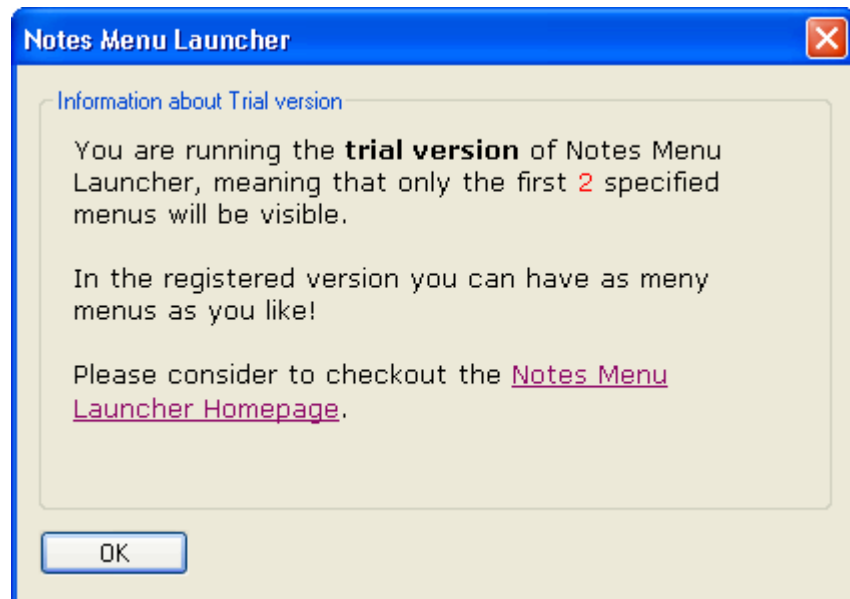 Notes Menu Launcher
Information about Trial version
You are running the trial version of Notes Menu
Launcher, meaning that only the first 2 specified
menus will be visible.
In the registered version you can have as meny
menus as you like!
Please consider to checkout the Notes Menu
Launcher Homepage.
OK